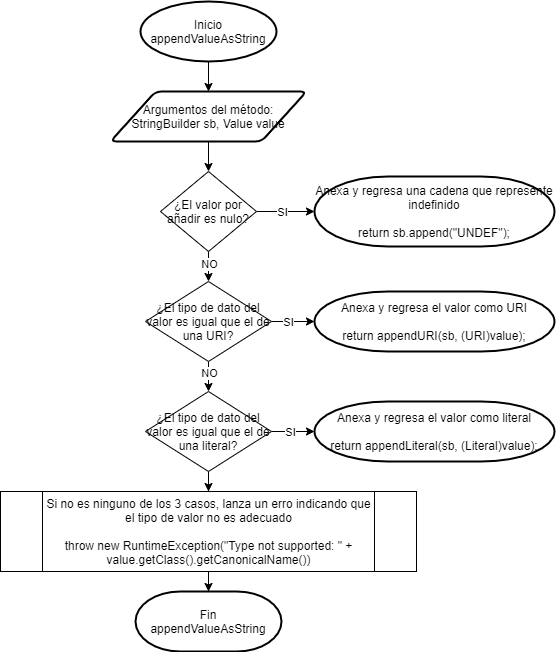 Inicio
appendValueAsString
Argumentos del método:
StringBuilder sb, Value value
¿El valor por
añadir es nulo?
SI
Anexa y regresa una cadena que represente
indefinido
return sb.append("UNDEF");
NO
¿El tipo de dato del
valor es igual que el de
una URI?
SI
Anexa y regresa el valor como URI
return appendURI(sb, (URI)value);
NO
¿El tipo de dato del
valor es igual que el de
una literal?
SI
Anexa y regresa el valor como literal
return appendLiteral(sb, (Literal)value);
Si no es ninguno de los 3 casos, lanza un erro indicando que
el tipo de valor no es adecuado
throw new RuntimeException("Type not supported: " +
value.getClass().getCanonicalName())
Fin
appendValueAsString